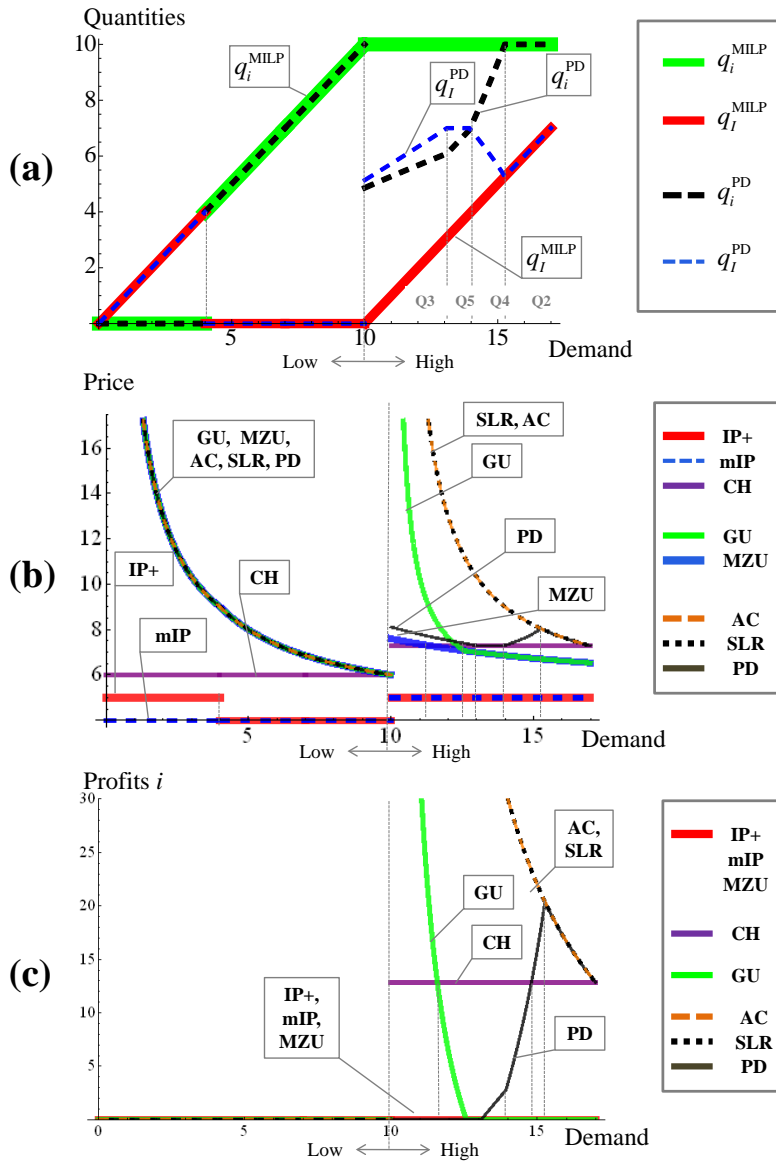 Quantities
10
8
6
4
2
5
10
15
Demand
Low
High
(a)
q_i^MILP
q_I^PD
q_i^PD
q_I^MILP
Q3
Q5
Q4
Q2
q_i^MILP
q_I^MILP
q_i^PD
q_I^PD
Price
16
14
12
10
8
6
5
10
15
Demand
Low
High
(b)
GU, MZU,
AC, SLR, PD
IP+
mIP
CH
SLR, AC
GU
PD
MZU
IP+
mIP
CH
GU
MZU
AC
SLR
PD
Profits i
30
25
20
15
10
5
0
5
10
15
Demand
Low
High
(c)
IP+,
mIP,
MZU
GU
CH
AC,
SLR
PD
IP+
mIP
MZU
CH
GU
AC
SLR
PD